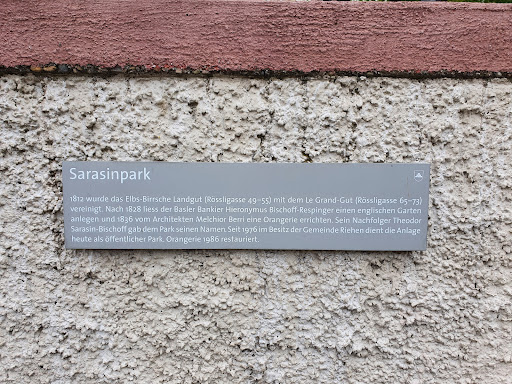 Sarasinpark
1812 wurde das Elbs-Birrsche Landgut (Rössligasse 49–55) mit dem Le Grand-Gut (Rössligasse 65–73)
vereinigt. Nach 1828 liess der Basler Bankier Hieronymus Bischoff-Respinger einen englischen Garten
anlegen und 1836 vom Architekten Melchior Berri eine Orangerie errichten. Sein Nachfolger Theodor
Sarasin-Bischoff gab dem Park seinen Namen. Seit 1976 im Besitz der Gemeinde Riehen dient die Anlage
heute als öffentlicher Park. Orangerie 1986 restauriert.